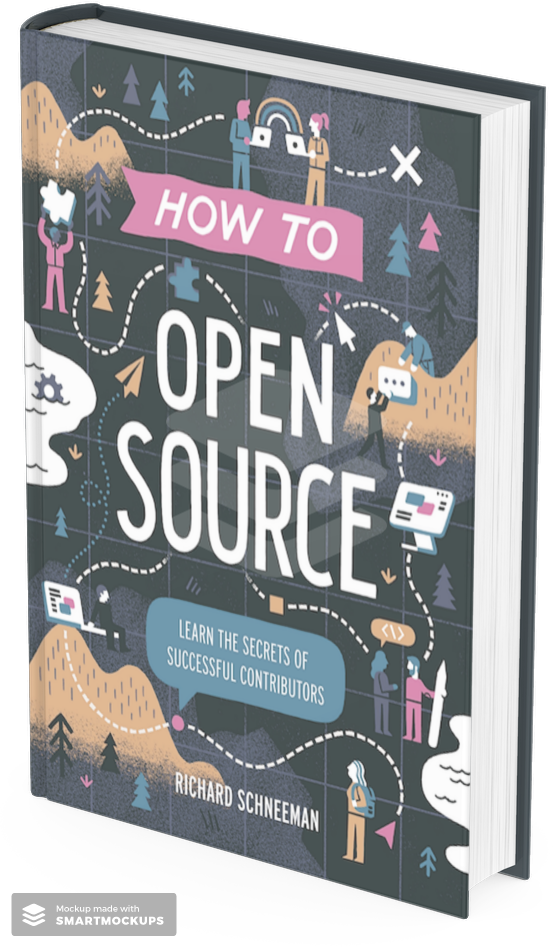 HOW TO
OPEN
SOURCE
LEARN THE SECRETS OF
SUCCESSFUL CONTRIBUTORS
RICHARD SCHNEEMAN
Mockup made with
SMARTMOCKUPS